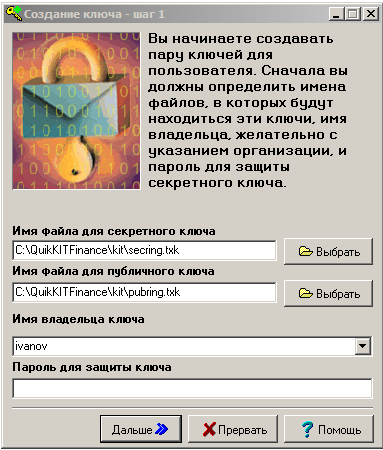 Создание ключа - шаг 1
Вы начинаете создавать
пару ключей для
пользователя. Сначала вы
должны определить имена
файлов, в которых будут
находиться эти ключи, имя
владельца, желательно с
указанием организации, и
пароль для защиты
секретного ключа.
Имя файла для секретного ключа
C:\QuikKITFinance\kit\secring.txk
Выбрать
Имя файла для публичного ключа
C:\QuikKITFinance\kit\pubring.txk
Выбрать
Имя владельца ключа
ivanov
Пароль для защиты ключа
Дальше
Прервать
Помощь